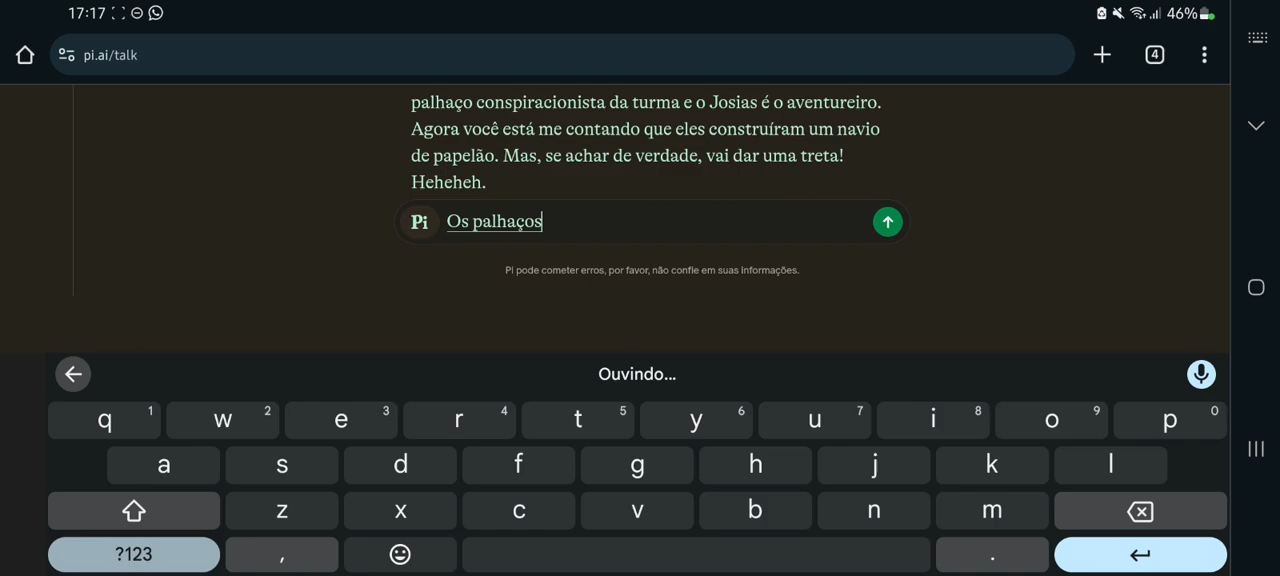 17:17
46%
pi.ai/talk
4
palhaço conspiracionista da turma e o Josias é o aventureiro.
Agora você está me contando que eles construíram um navio
de papelão. Mas, se achar de verdade, vai dar uma treta!
Heheheh.
Pi Os palhaços
Pi pode cometer erros, por favor, não confie em suas informações.
Ouvindo...
q 1 w 2 e 3 r 4 t 5 y 6 u 7 i 8 o 9 p 0
a s d f g h j k l
z x c v b n m
?123 , .